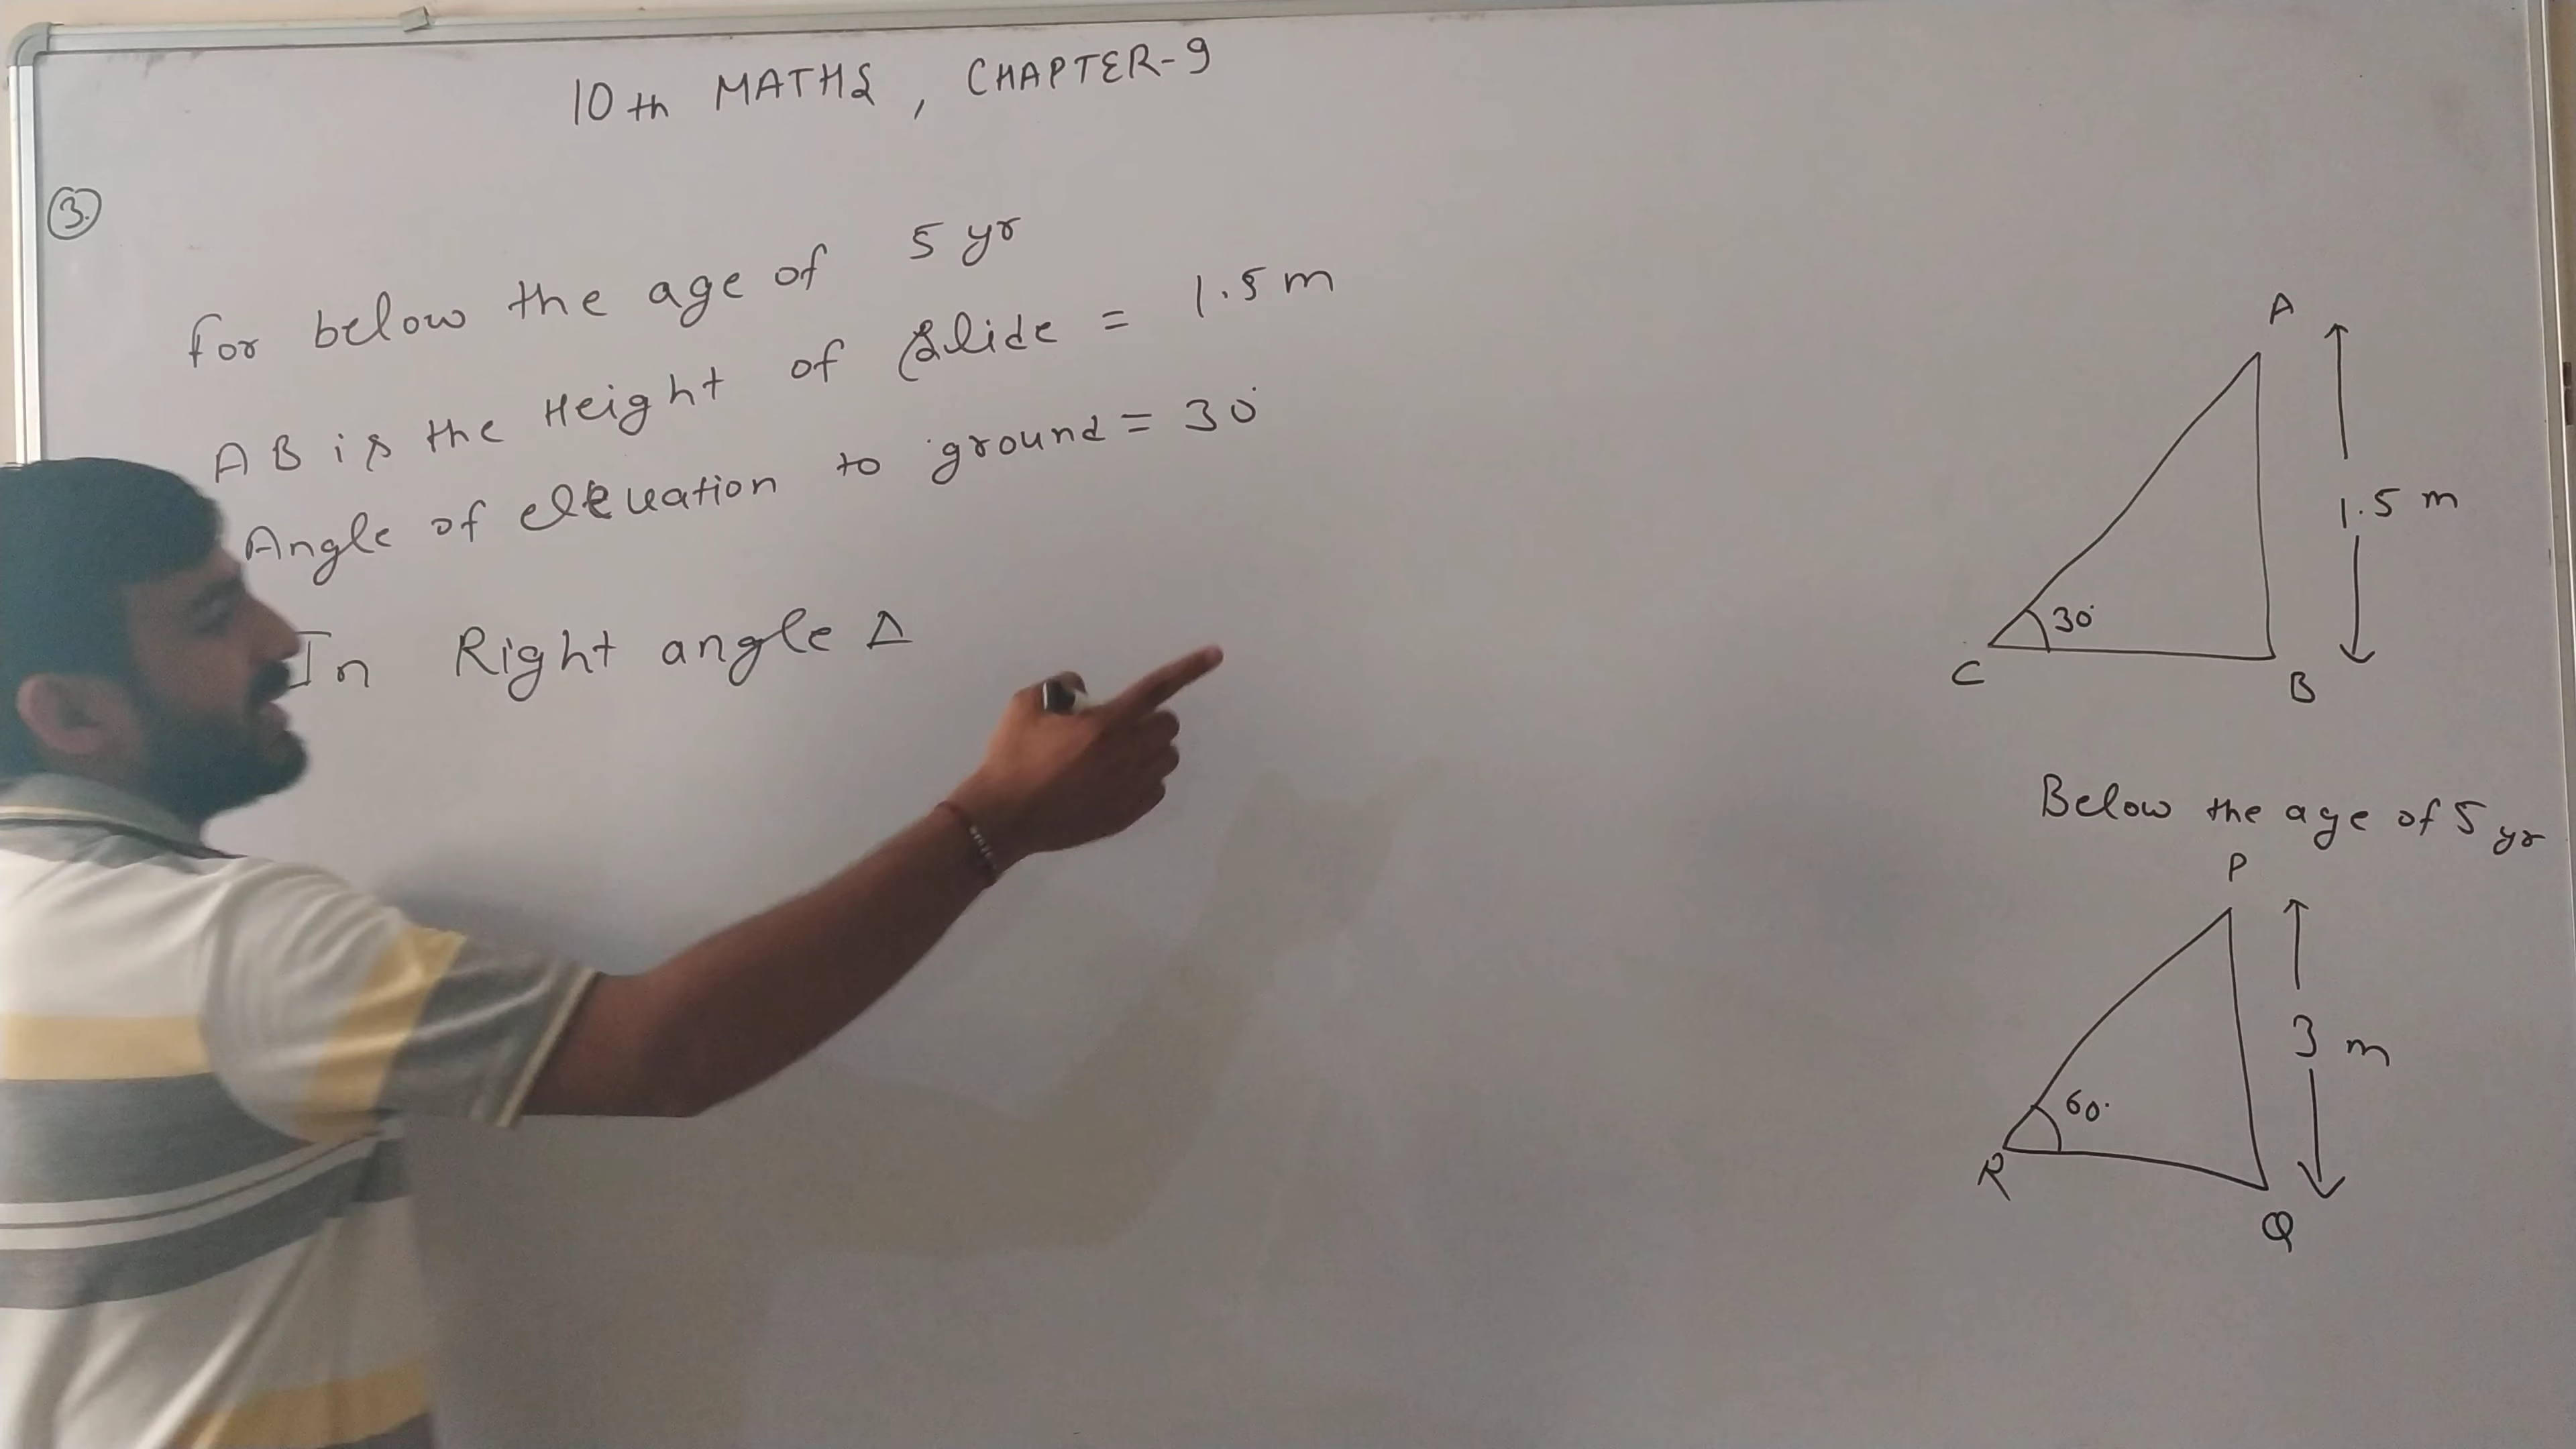 10th MATHS, CHAPTER-9
3.
for below the age of 5 yr
AB is the Height of Slide = 1.5 m
Angle of elevation to ground = 30°
In Right angle Δ
A
1.5 m
30°
C
B
Below the age of 5 yr
P
3 m
60°
R
Q